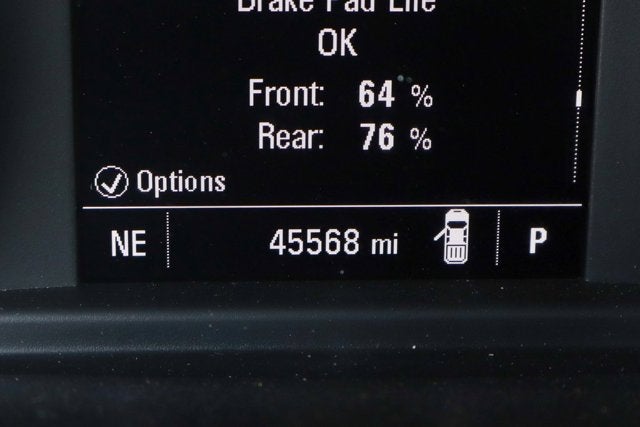 Brake Pad Life
OK
Front: 64 %
Rear: 76 %
Options
NE 45568 mi P